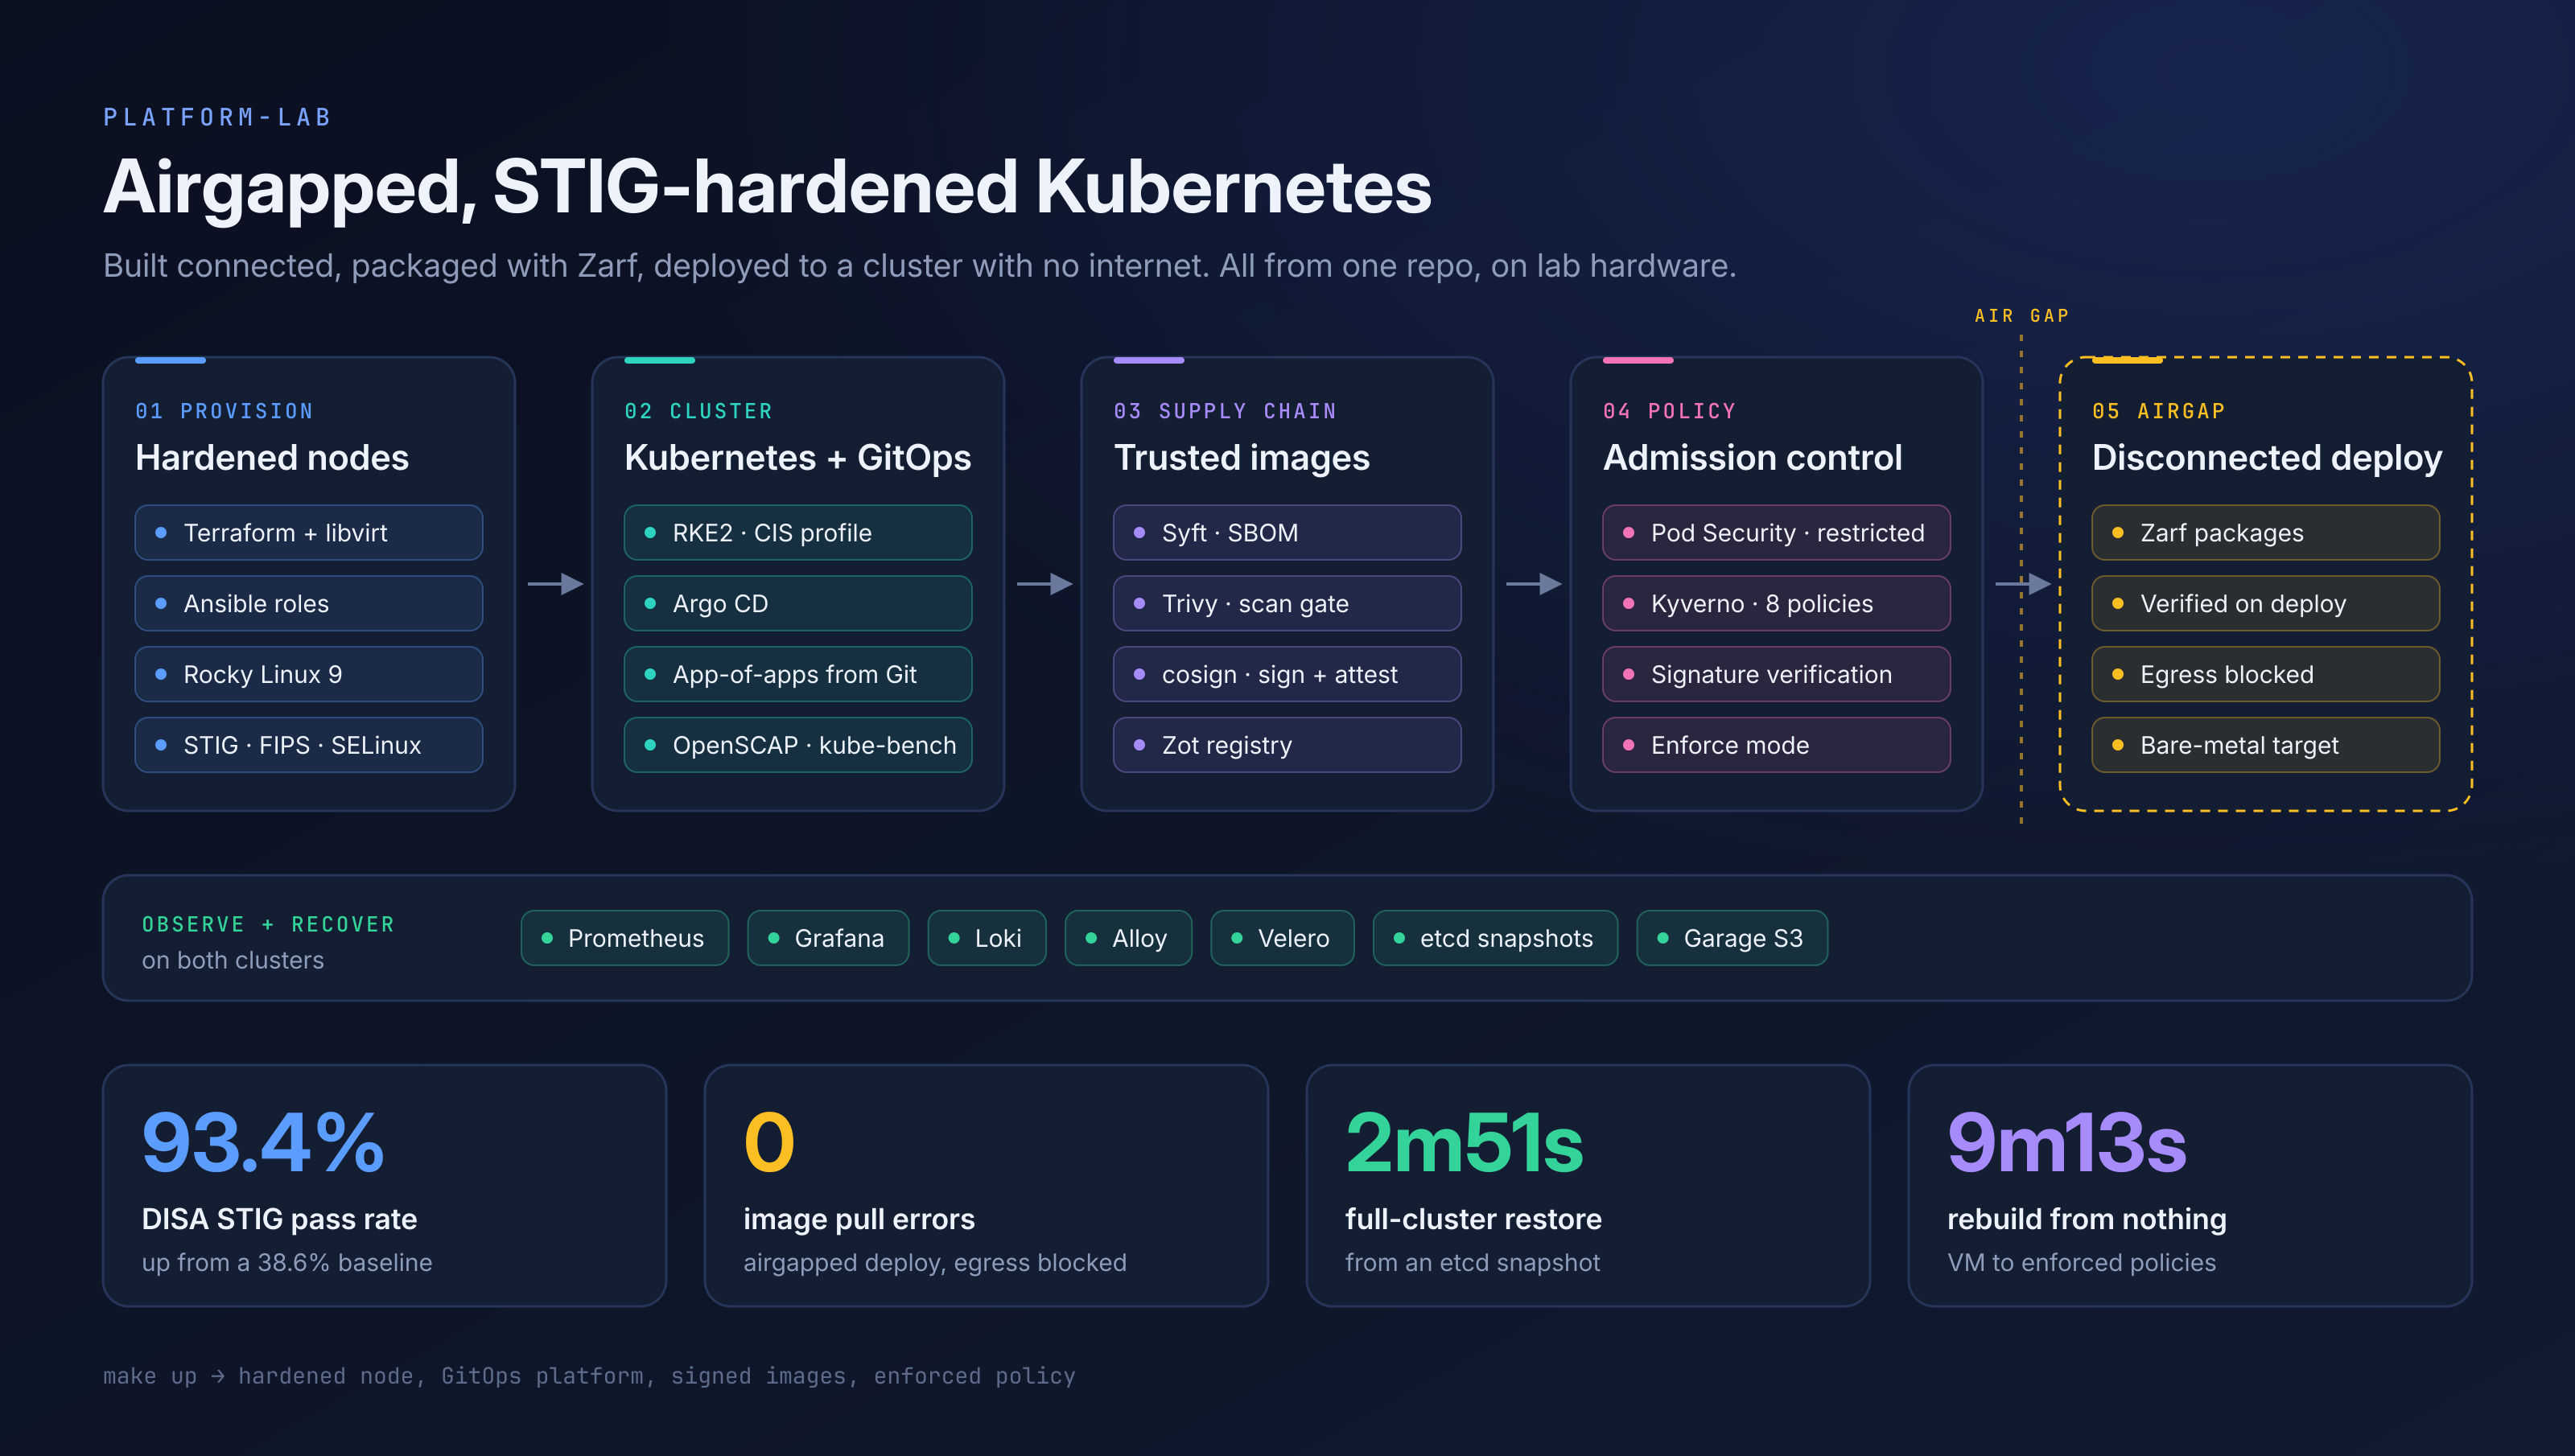 PLATFORM-LAB
Airgapped, STIG-hardened Kubernetes
Built connected, packaged with Zarf, deployed to a cluster with no internet. All from one repo, on lab hardware.
AIR GAP
01 PROVISION
Hardened nodes
Terraform + libvirt
Ansible roles
Rocky Linux 9
STIG · FIPS · SELinux
02 CLUSTER
Kubernetes + GitOps
RKE2 · CIS profile
Argo CD
App-of-apps from Git
OpenSCAP · kube-bench
03 SUPPLY CHAIN
Trusted images
Syft · SBOM
Trivy · scan gate
cosign · sign + attest
Zot registry
04 POLICY
Admission control
Pod Security · restricted
Kyverno · 8 policies
Signature verification
Enforce mode
05 AIRGAP
Disconnected deploy
Zarf packages
Verified on deploy
Egress blocked
Bare-metal target
OBSERVE + RECOVER
on both clusters
Prometheus
Grafana
Loki
Alloy
Velero
etcd snapshots
Garage S3
93.4%
DISA STIG pass rate
up from a 38.6% baseline
0
image pull errors
airgapped deploy, egress blocked
2m51s
full-cluster restore
from an etcd snapshot
9m13s
rebuild from nothing
VM to enforced policies
make up → hardened node, GitOps platform, signed images, enforced policy